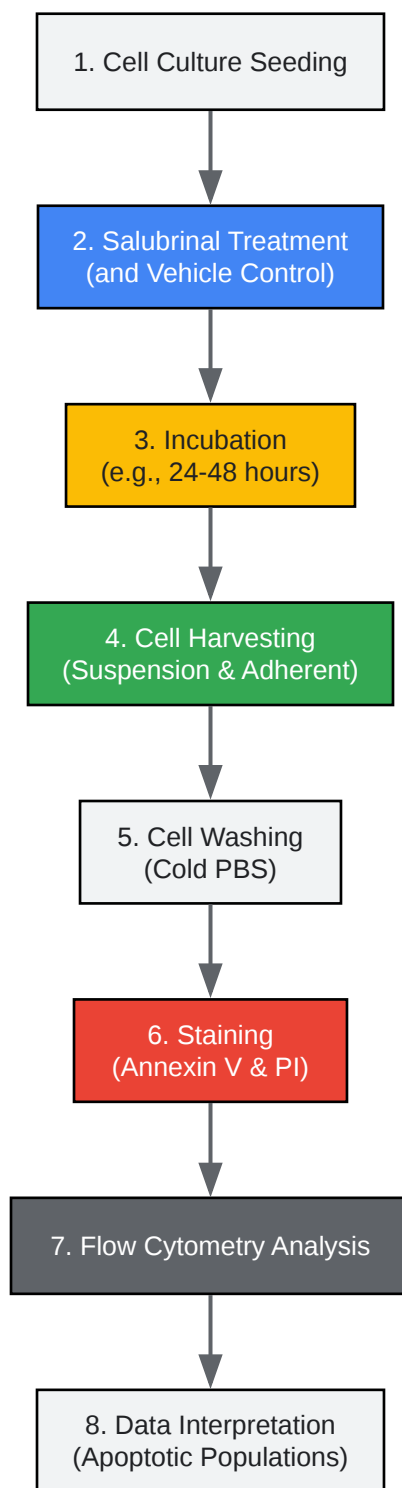 1. Cell Culture Seeding
2. Salubrinal Treatment
(and Vehicle Control)
3. Incubation
(e.g., 24-48 hours)
4. Cell Harvesting
(Suspension & Adherent)
5. Cell Washing
(Cold PBS)
6. Staining
(Annexin V & PI)
7. Flow Cytometry Analysis
8. Data Interpretation
(Apoptotic Populations)